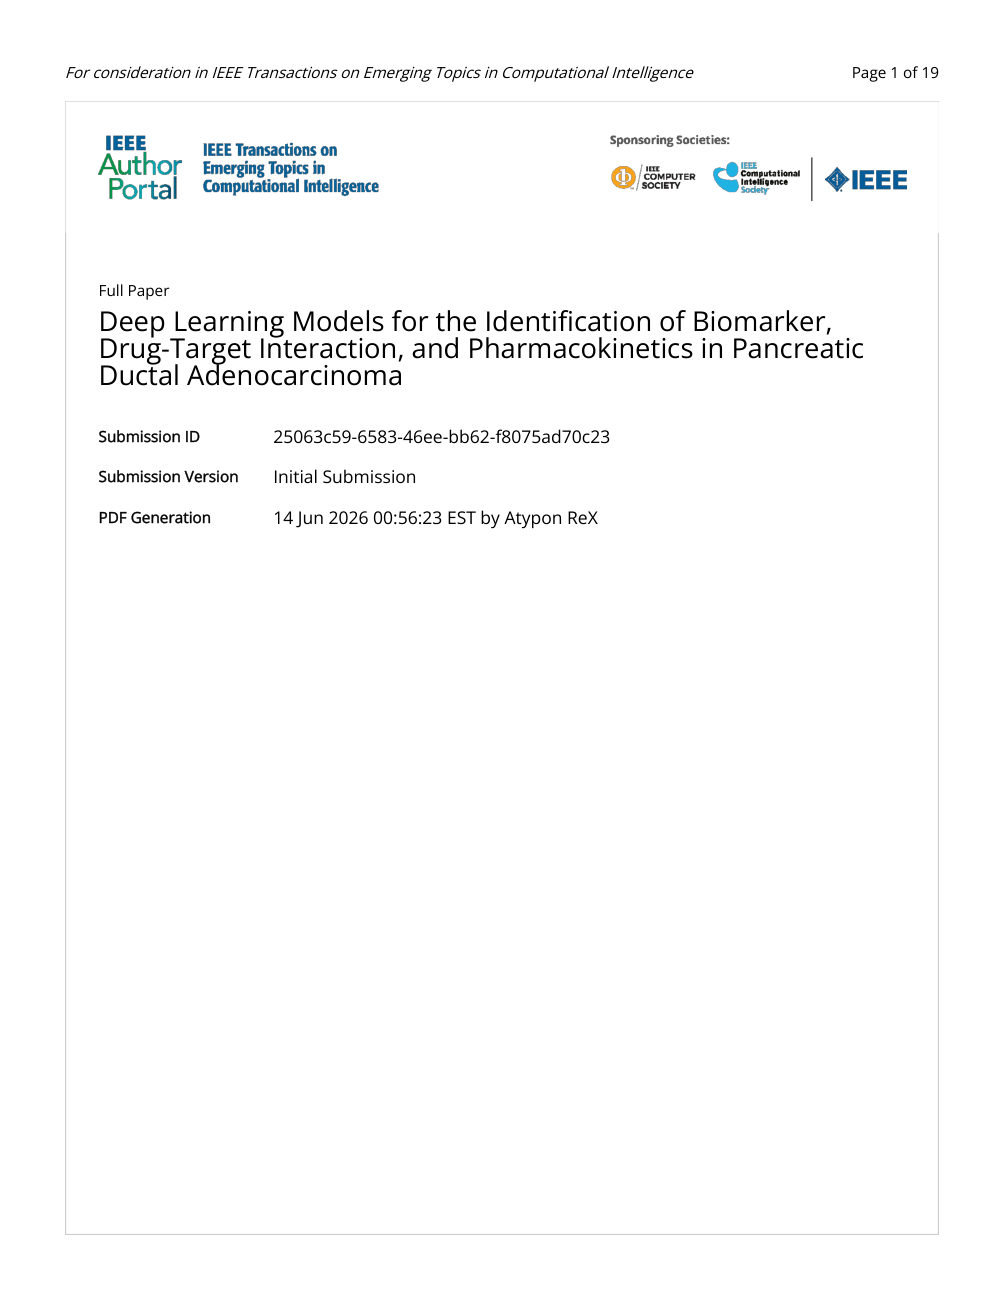 For consideration in IEEE Transactions on Emerging Topics in Computational Intelligence
Page 1 of 19
IEEE
Author
Portal
IEEE Transactions on
Emerging Topics in
Computational Intelligence
Sponsoring Societies:
IEEE
COMPUTER
SOCIETY
IEEE
Computational
Intelligence
Society
IEEE
Full Paper
Deep Learning Models for the Identification of Biomarker,
Drug-Target Interaction, and Pharmacokinetics in Pancreatic
Ductal Adenocarcinoma
Submission ID 25063c59-6583-46ee-bb62-f8075ad70c23
Submission Version Initial Submission
PDF Generation 14 Jun 2026 00:56:23 EST by Atypon ReX